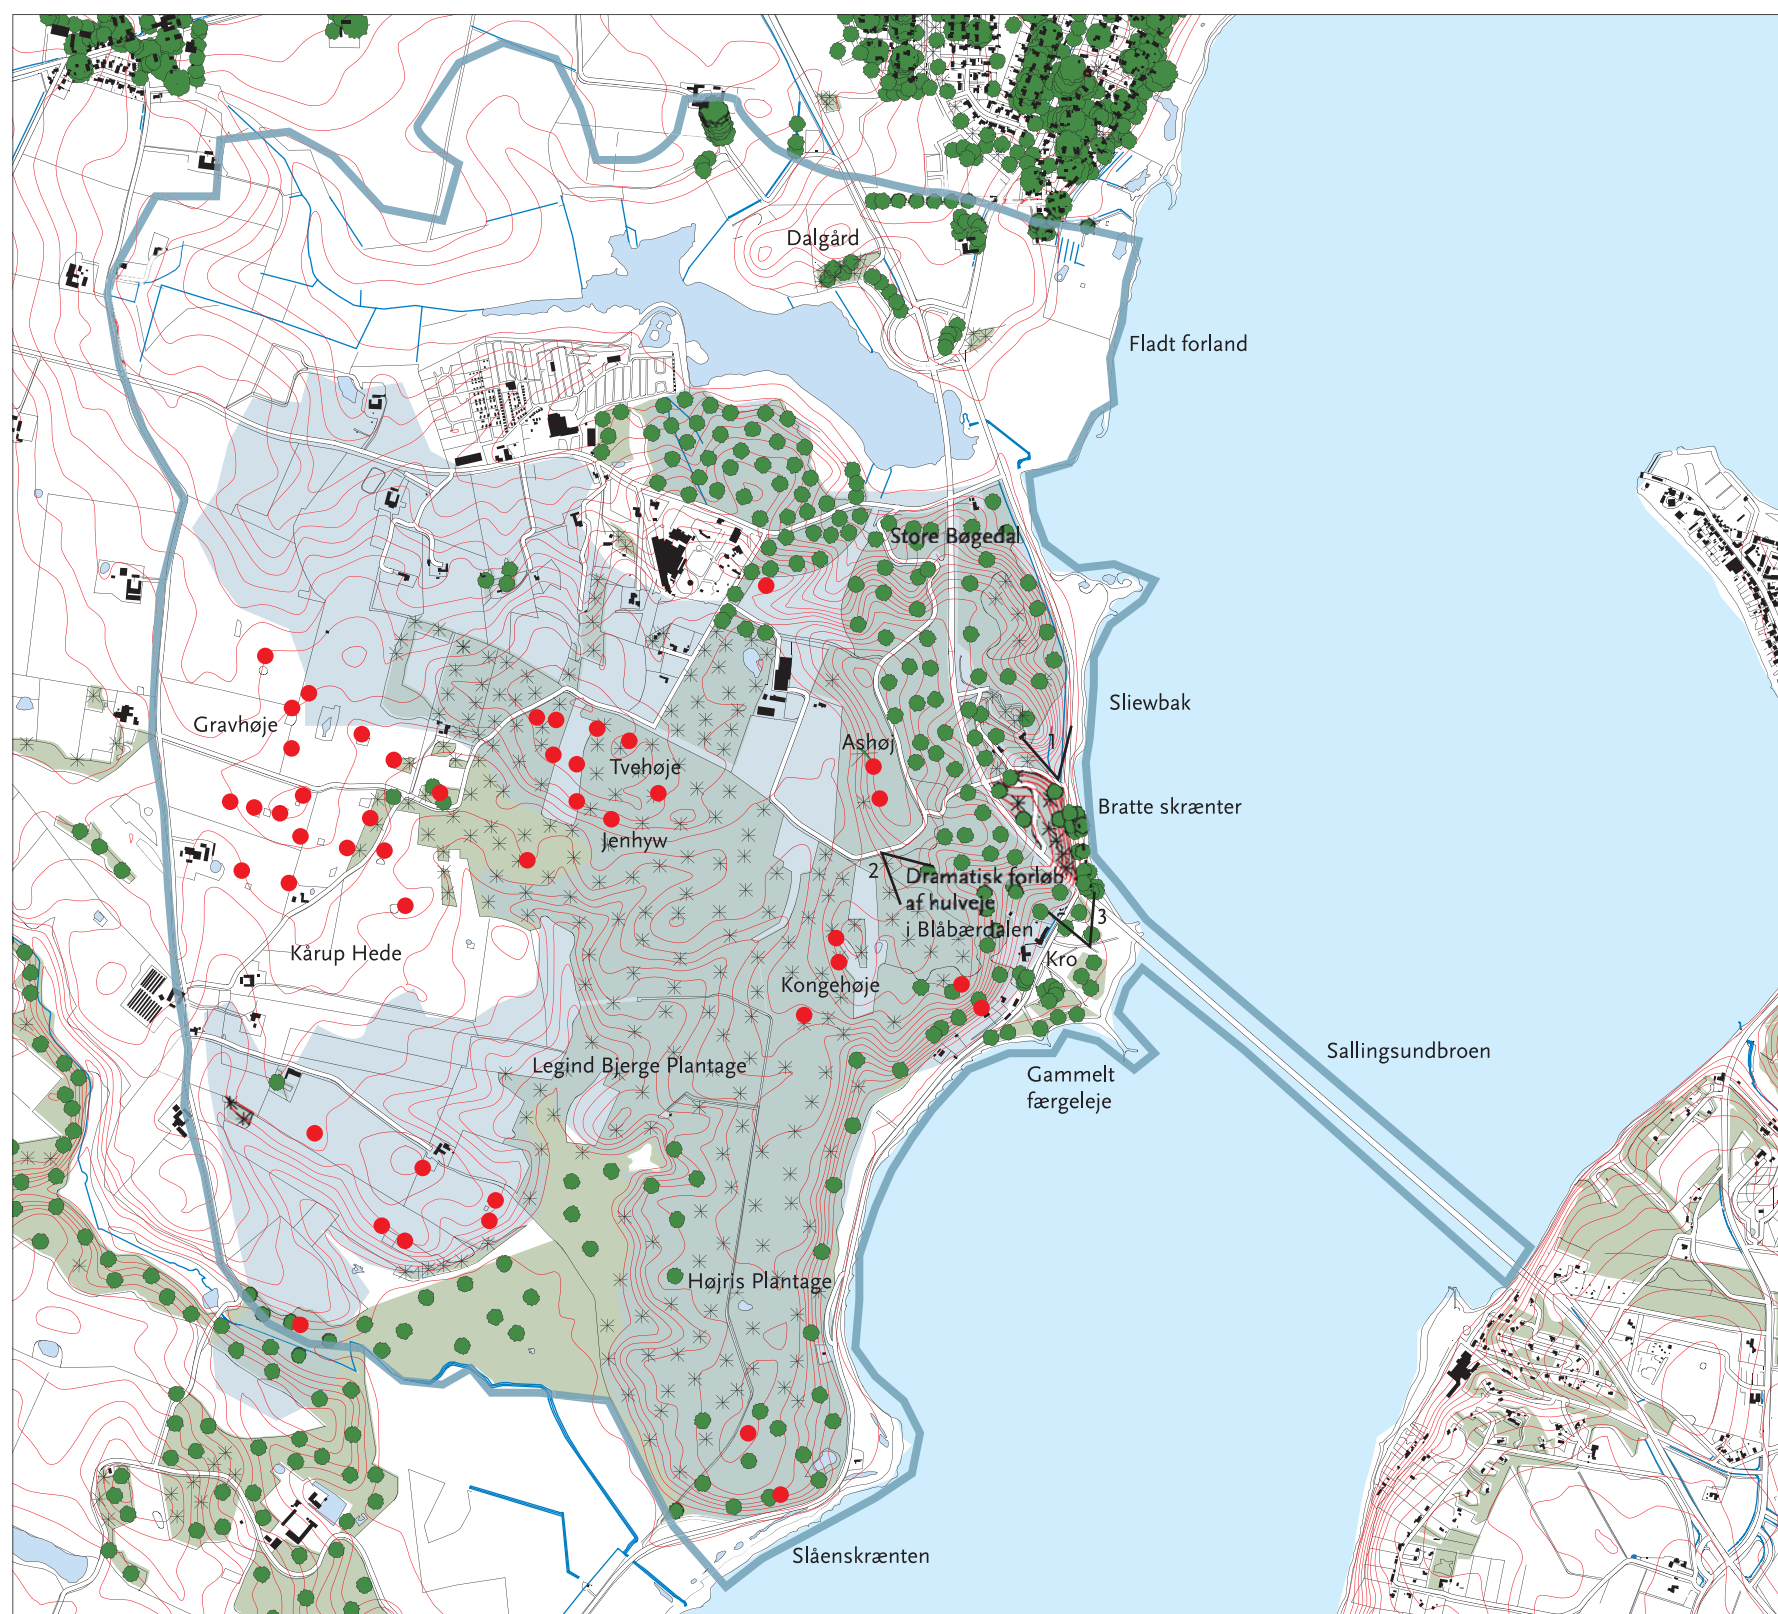 Dalgård
Fladt forland
Store Bøgedal
Sliewbak
Gravhøje
1
Ashøj
Tvehøje
Bratte skrænter
Jenhyw
2
Dramatisk forløb
af hulveje
i Blåbærdalen
3
Kårup Hede
Kro
Kongehøje
Sallingsundbroen
Legind Bjerge Plantage
Gammelt
færgeleje
Højris Plantage
Slåenskrænten